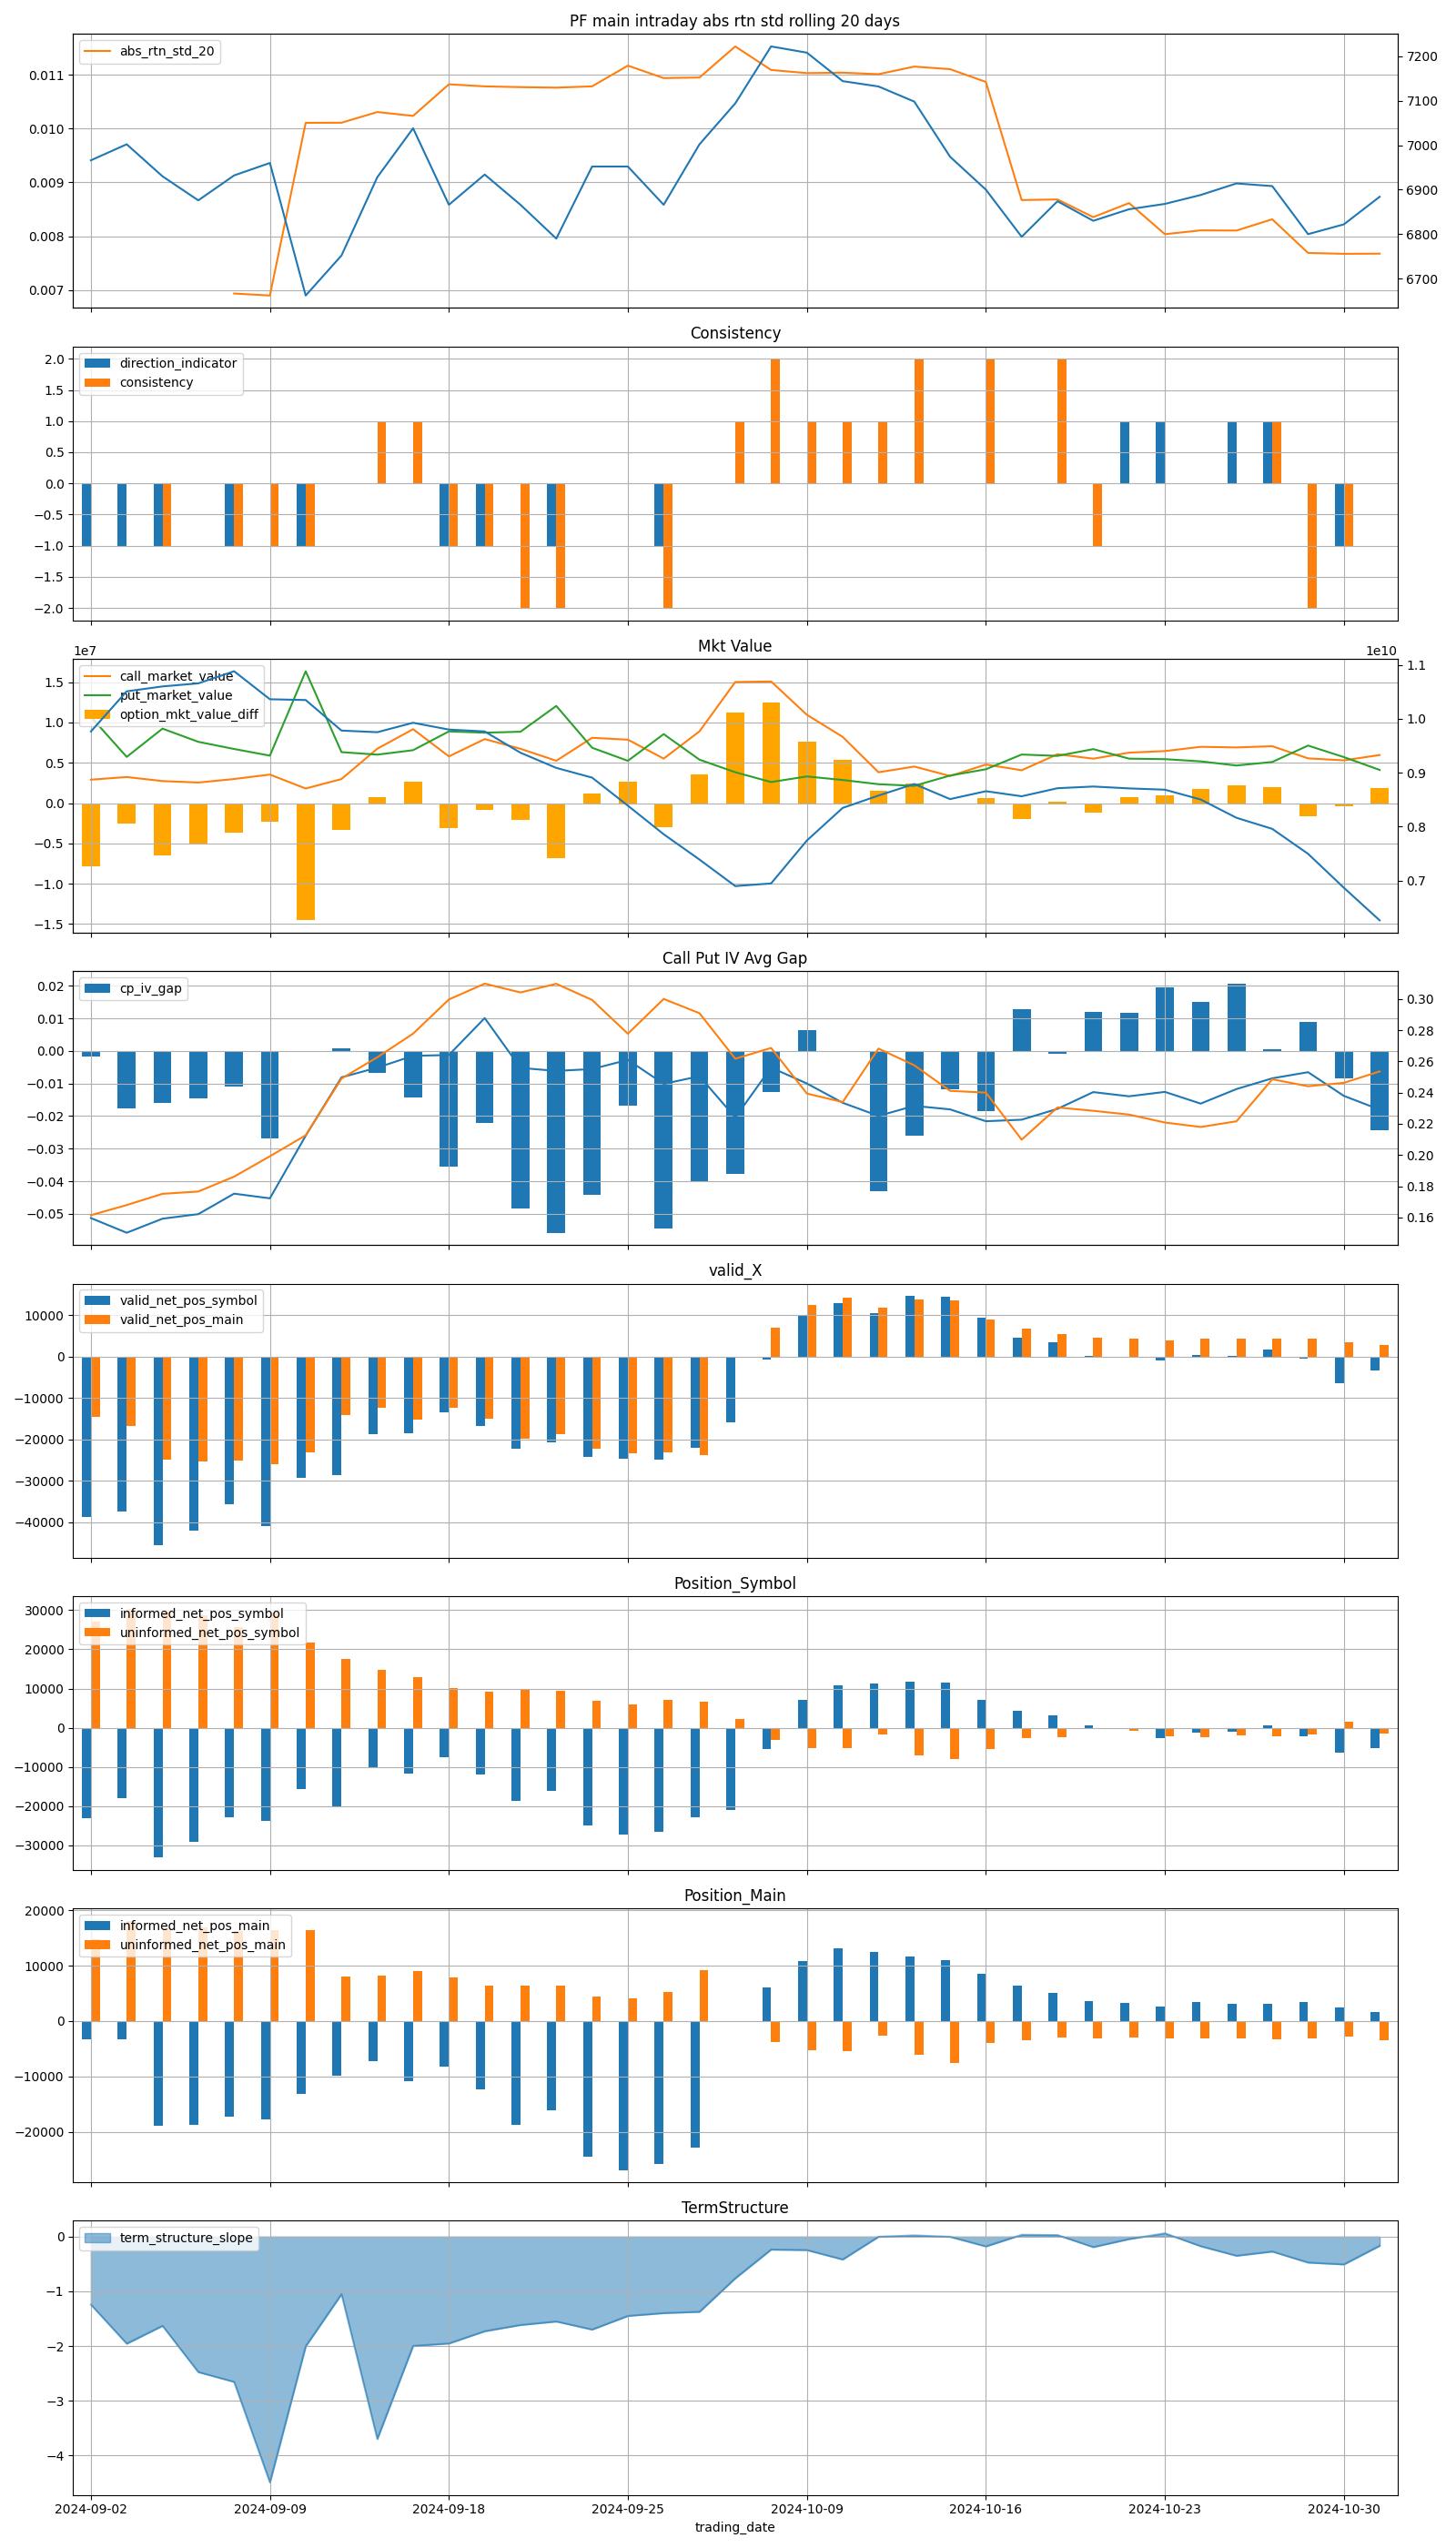 PF main intraday abs rtn std rolling 20 days
abs_rtn_std_20
0.011
0.010
0.009
0.008
0.007
7200
7100
7000
6900
6800
6700
Consistency
direction_indicator
consistency
2.0
1.5
1.0
0.5
0.0
−0.5
−1.0
−1.5
−2.0
Mkt Value
1e7
1e10
call_market_value
put_market_value
option_mkt_value_diff
1.5
1.0
0.5
0.0
−0.5
−1.0
−1.5
1.1
1.0
0.9
0.8
0.7
Call Put IV Avg Gap
cp_iv_gap
0.02
0.01
0.00
−0.01
−0.02
−0.03
−0.04
−0.05
0.30
0.28
0.26
0.24
0.22
0.20
0.18
0.16
valid_X
valid_net_pos_symbol
valid_net_pos_main
10000
0
−10000
−20000
−30000
−40000
Position_Symbol
informed_net_pos_symbol
uninformed_net_pos_symbol
30000
20000
10000
0
−10000
−20000
−30000
Position_Main
informed_net_pos_main
uninformed_net_pos_main
20000
10000
0
−10000
−20000
TermStructure
term_structure_slope
0
−1
−2
−3
−4
2024-09-02 2024-09-09 2024-09-18 2024-09-25 2024-10-09 2024-10-16 2024-10-23 2024-10-30
trading_date